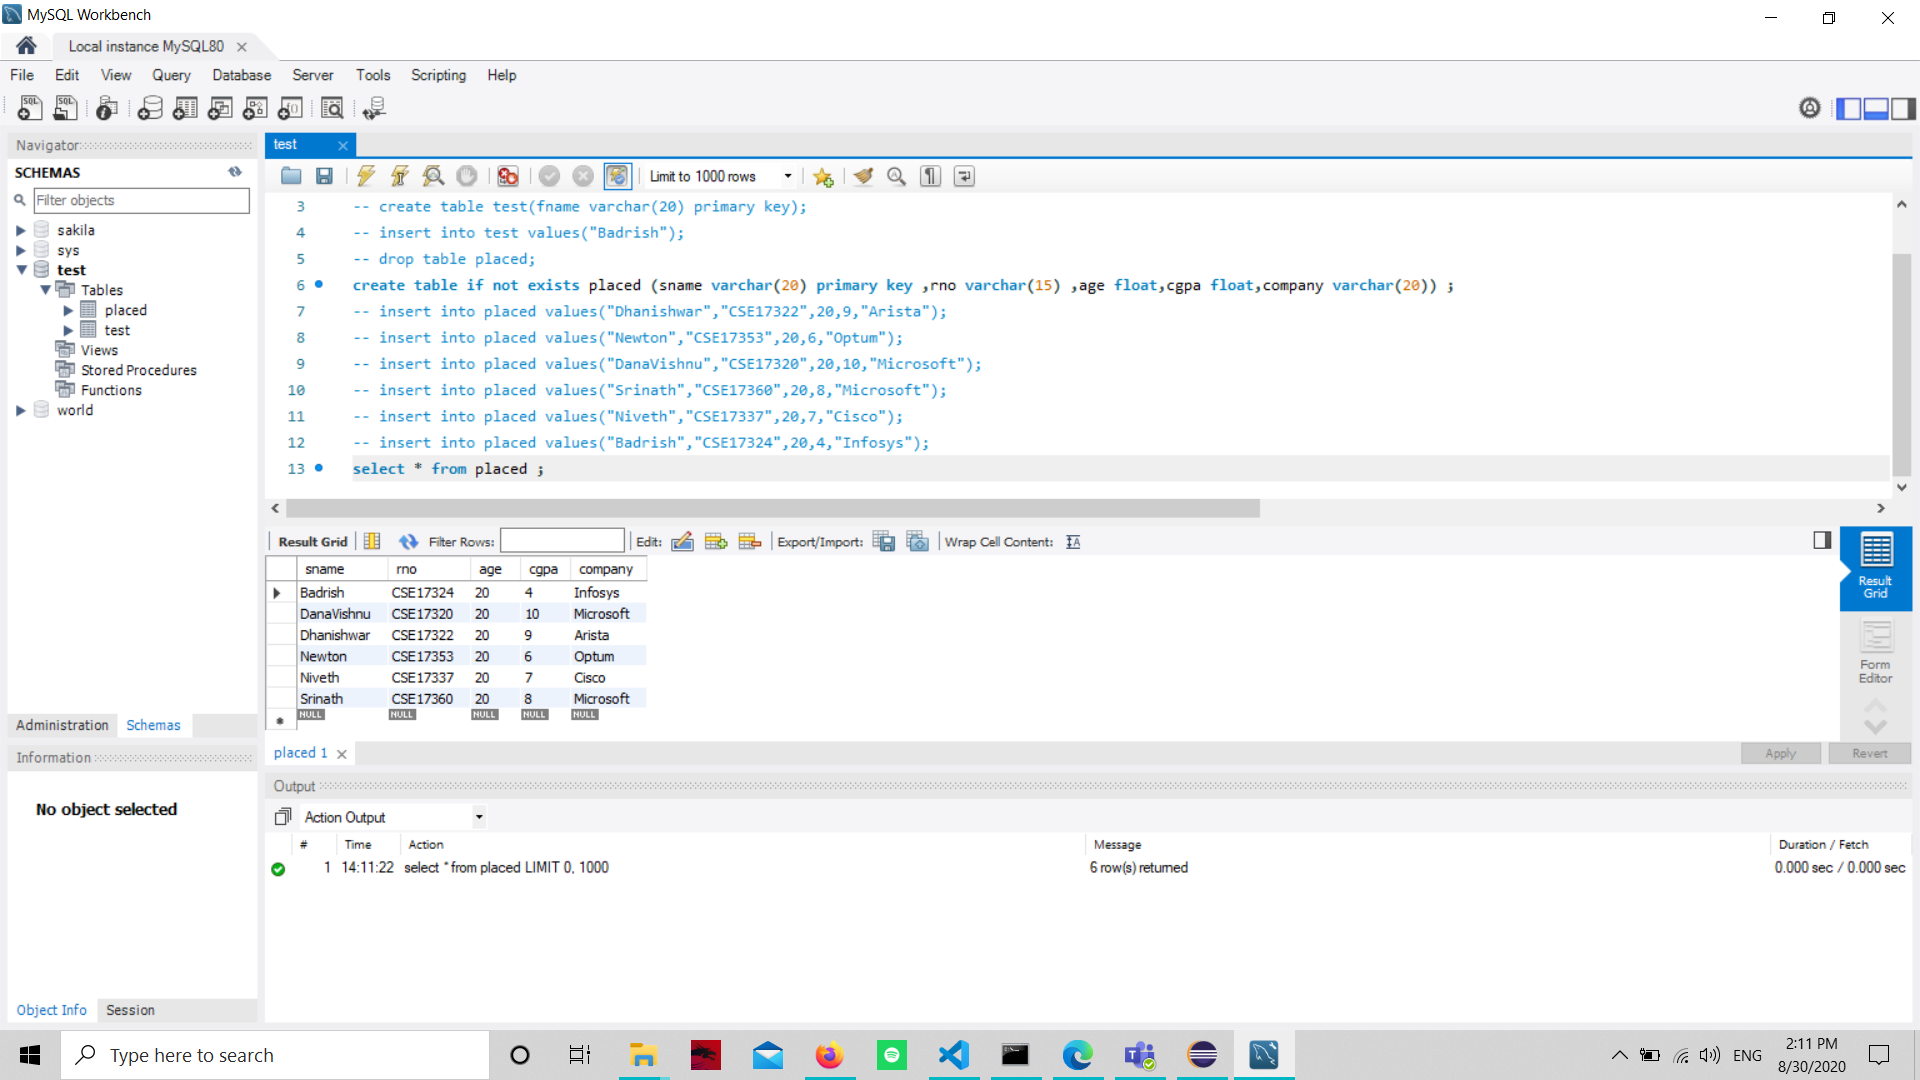 MySQL Workbench
Local instance MySQL80
File Edit View Query Database Server Tools Scripting Help
Navigator
SCHEMAS
Filter objects
sakila
sys
test
Tables
placed
test
Views
Stored Procedures
Functions
world
Administration Schemas
Information
No object selected
Object Info Session
test
Limit to 1000 rows
3 -- create table test(fname varchar(20) primary key);
4 -- insert into test values("Badrish");
5 -- drop table placed;
6 create table if not exists placed (sname varchar(20) primary key ,rno varchar(15) ,age float,cgpa float,company varchar(20)) ;
7 -- insert into placed values("Dhanishwar","CSE17322",20,9,"Arista");
8 -- insert into placed values("Newton","CSE17353",20,6,"Optum");
9 -- insert into placed values("DanaVishnu","CSE17320",20,10,"Microsoft");
10 -- insert into placed values("Srinath","CSE17360",20,8,"Microsoft");
11 -- insert into placed values("Niveth","CSE17337",20,7,"Cisco");
12 -- insert into placed values("Badrish","CSE17324",20,4,"Infosys");
13 select * from placed ;
Result Grid Filter Rows: Edit: Export/Import: Wrap Cell Content:
sname rno age cgpa company
Badrish CSE17324 20 4 Infosys
DanaVishnu CSE17320 20 10 Microsoft
Dhanishwar CSE17322 20 9 Arista
Newton CSE17353 20 6 Optum
Niveth CSE17337 20 7 Cisco
Srinath CSE17360 20 8 Microsoft
NULL NULL NULL NULL NULL
Result
Grid
Form
Editor
placed 1
Apply Revert
Output
Action Output
# Time Action Message Duration / Fetch
1 14:11:22 select * from placed LIMIT 0, 1000 6 row(s) returned 0.000 sec / 0.000 sec
Type here to search
ENG
2:11 PM
8/30/2020